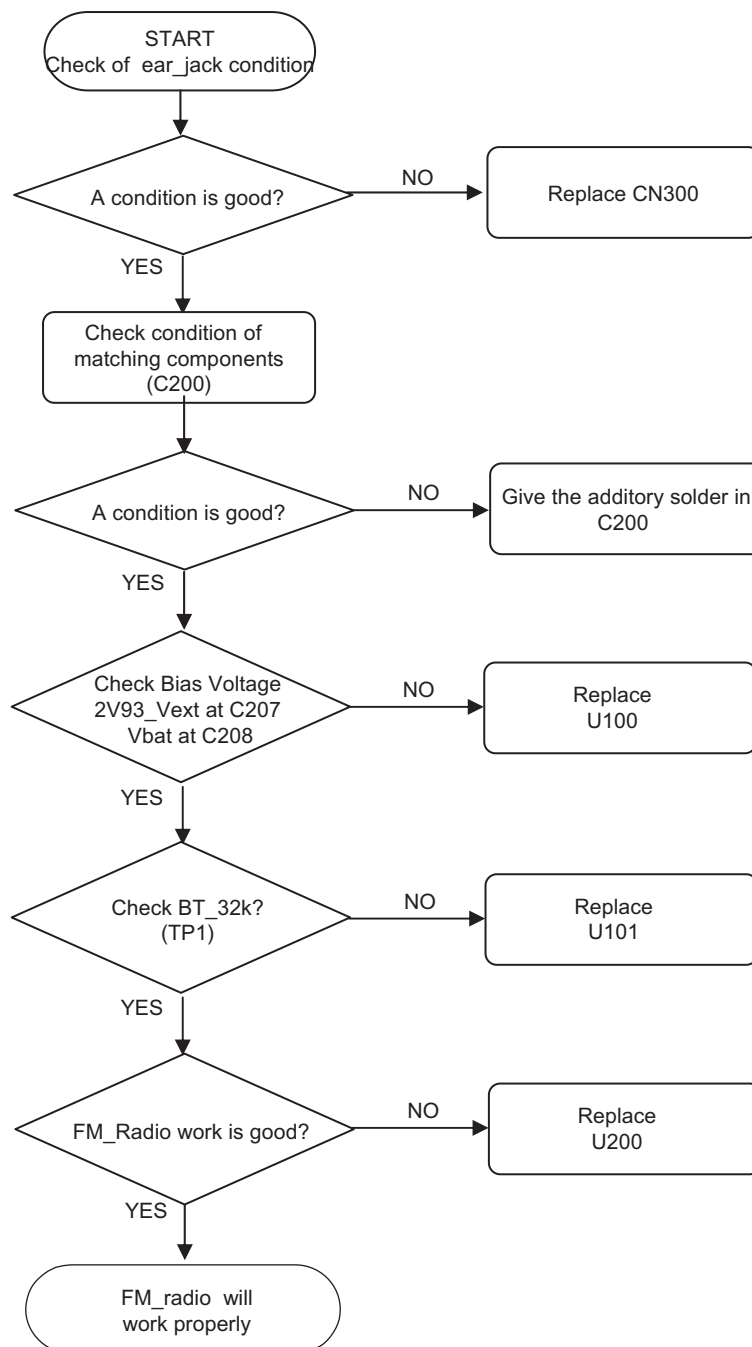 START
Check of ear_jack condition
A condition is good?
NO
Replace CN300
YES
Check condition of
matching components
(C200)
A condition is good?
NO
Give the additory solder in
C200
YES
Check Bias Voltage
2V93_Vext at C207
Vbat at C208
NO
Replace
U100
YES
Check BT_32k?
(TP1)
NO
Replace
U101
YES
FM_Radio work is good?
NO
Replace
U200
YES
FM_radio will
work properly